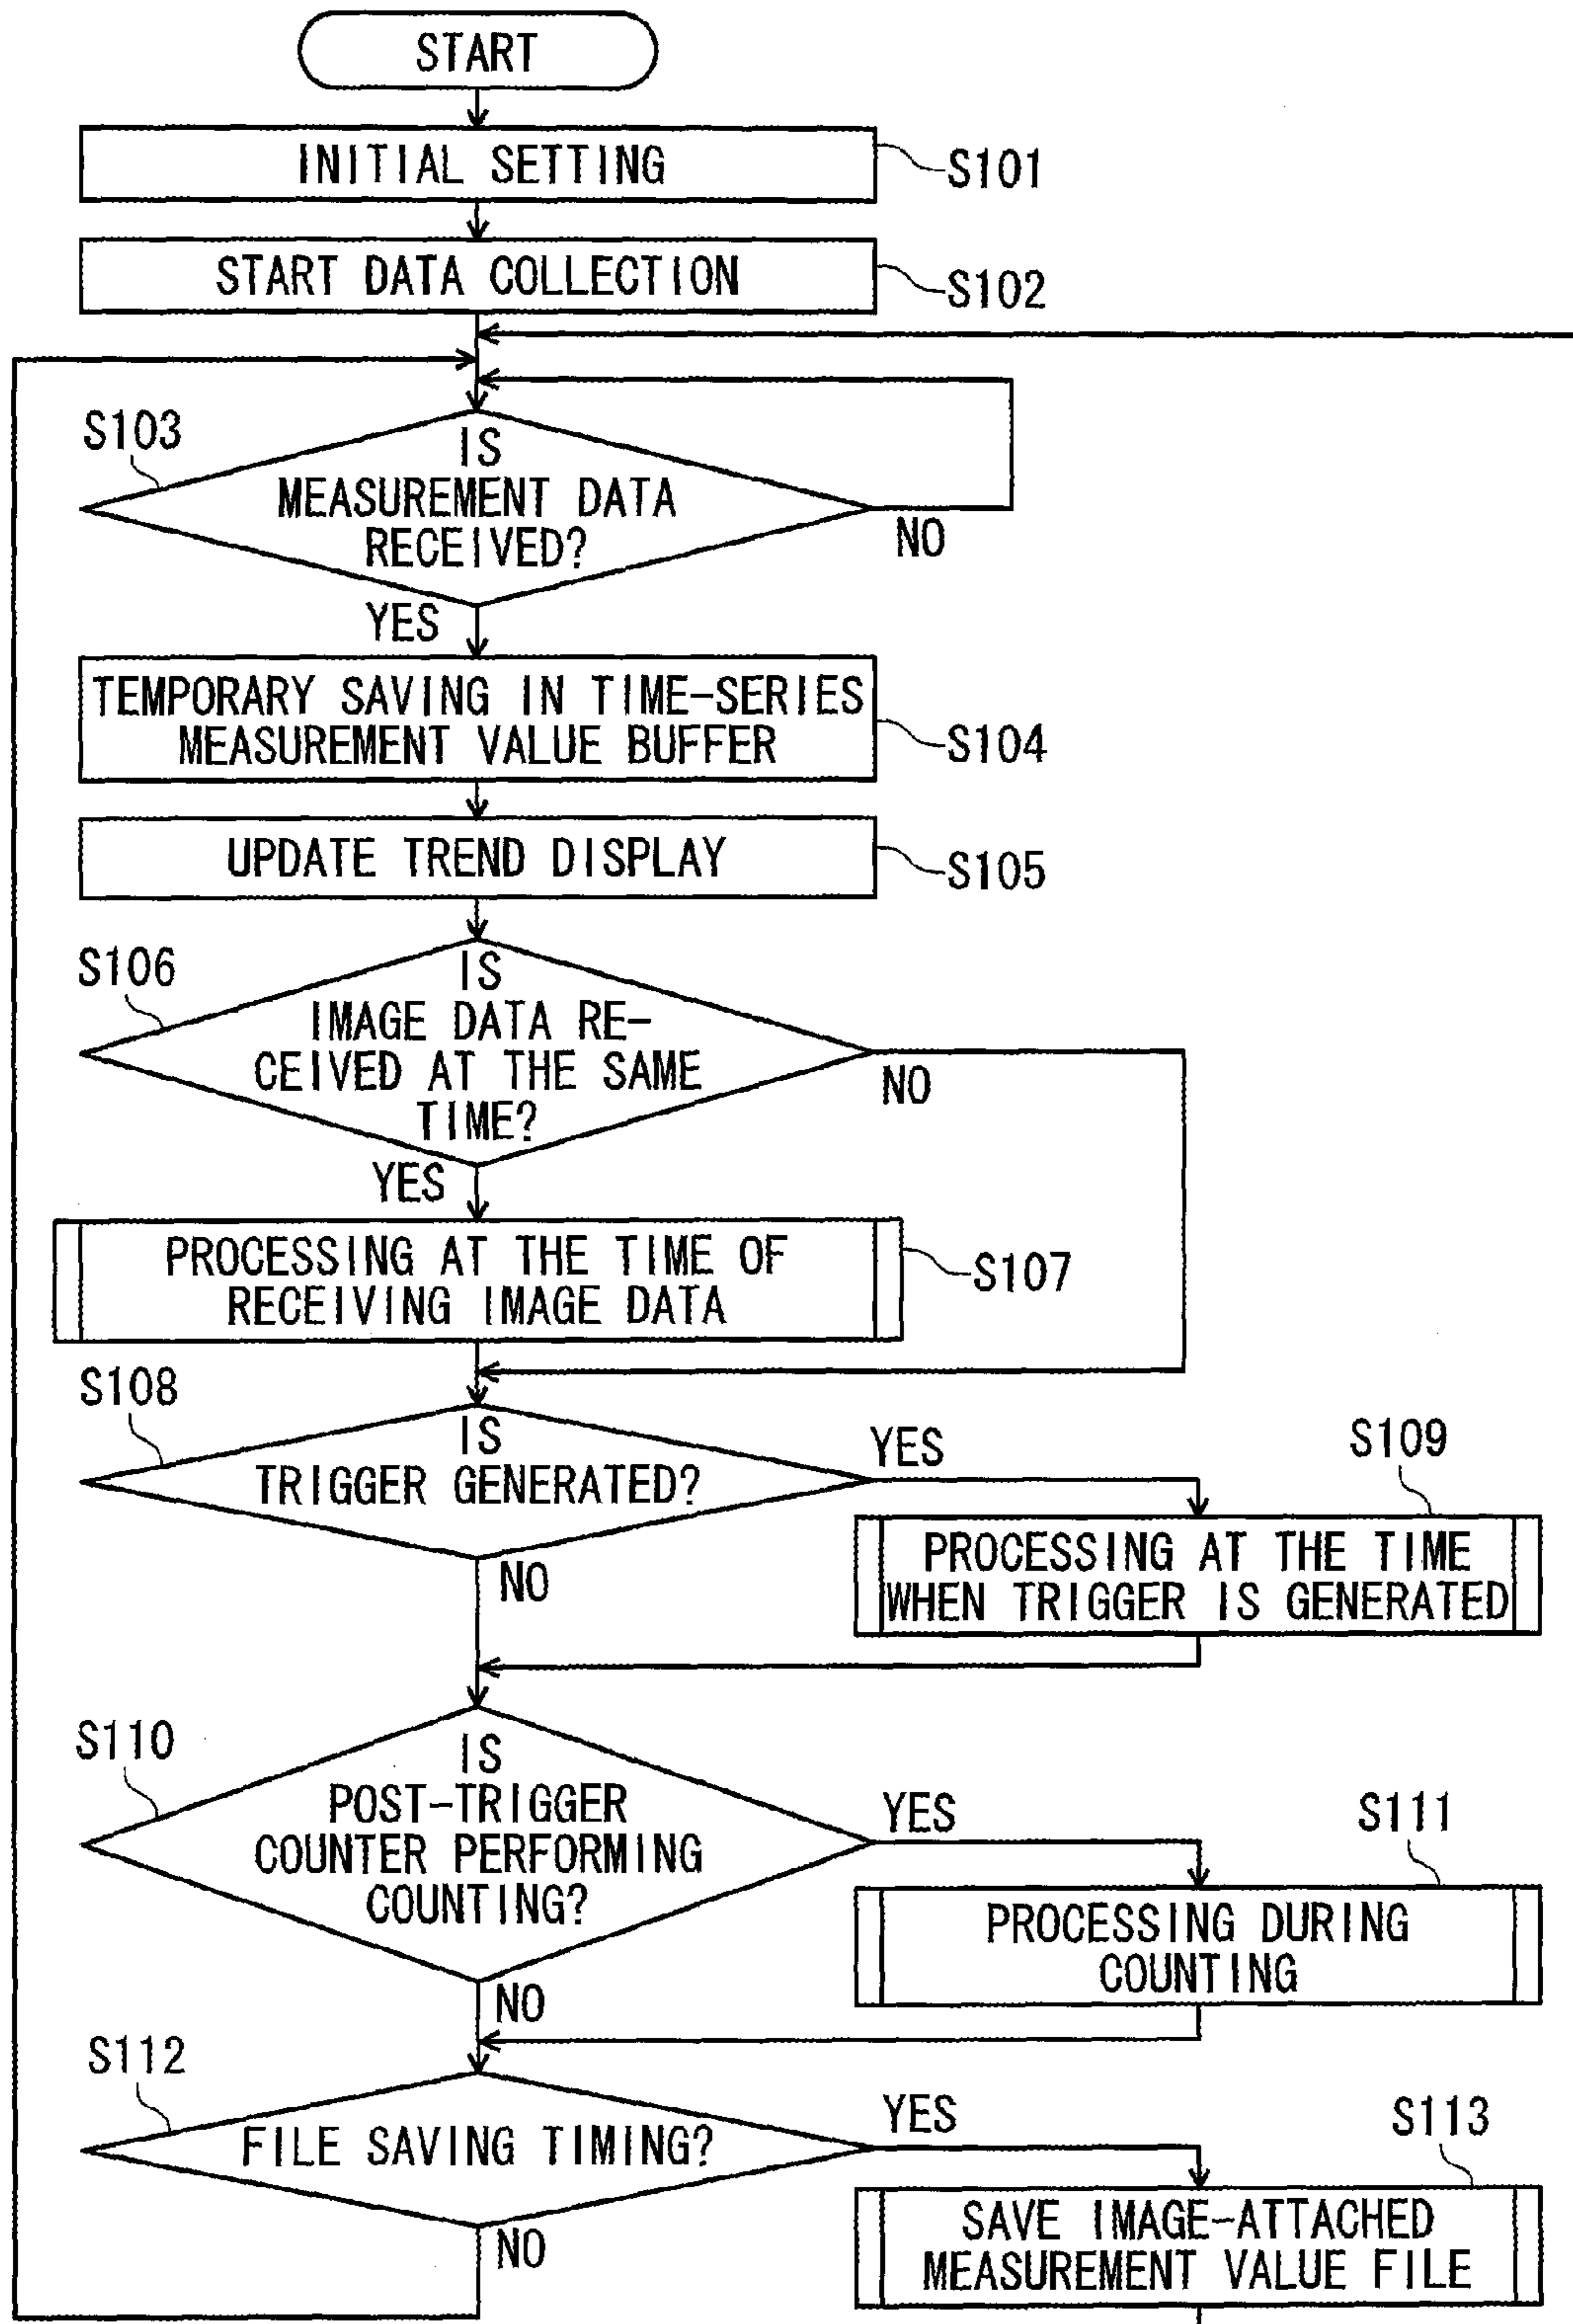 START
INITIAL SETTING
S101
START DATA COLLECTION
S102
S103
IS
MEASUREMENT DATA
RECEIVED?
NO
YES
TEMPORARY SAVING IN TIME-SERIES
MEASUREMENT VALUE BUFFER
S104
UPDATE TREND DISPLAY
S105
S106
IS
IMAGE DATA RE-
CEIVED AT THE SAME
TIME?
NO
YES
PROCESSING AT THE TIME OF
RECEIVING IMAGE DATA
S107
S108
IS
TRIGGER GENERATED?
YES
NO
S109
PROCESSING AT THE TIME
WHEN TRIGGER IS GENERATED
S110
IS
POST-TRIGGER
COUNTER PERFORMING
COUNTING?
YES
NO
S111
PROCESSING DURING
COUNTING
S112
FILE SAVING TIMING?
YES
NO
S113
SAVE IMAGE-ATTACHED
MEASUREMENT VALUE FILE